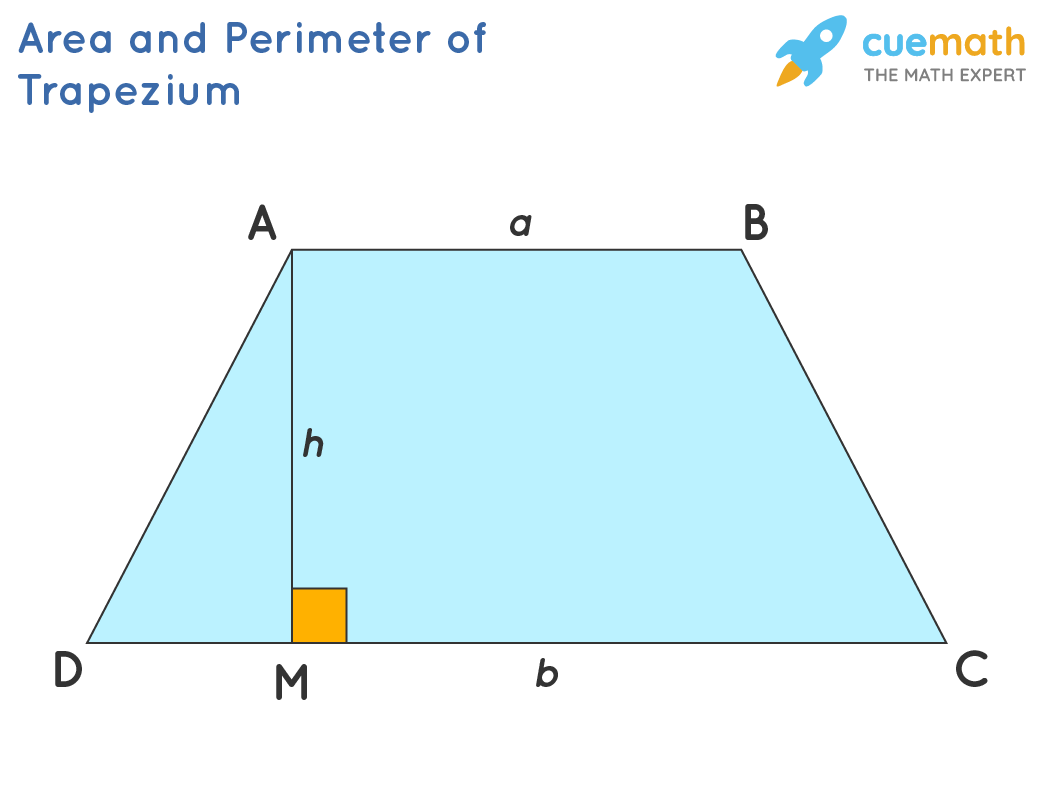 Area and Perimeter of
Trapezium
cuemath
THE MATH EXPERT
A
a
B
h
D
M
b
C